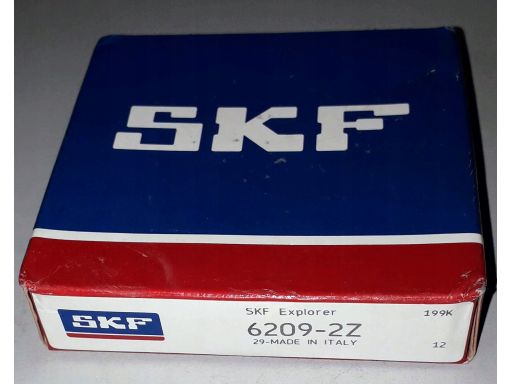 SKF
SKF
SKF Explorer
199K
6209-2Z
29-MADE IN ITALY
12